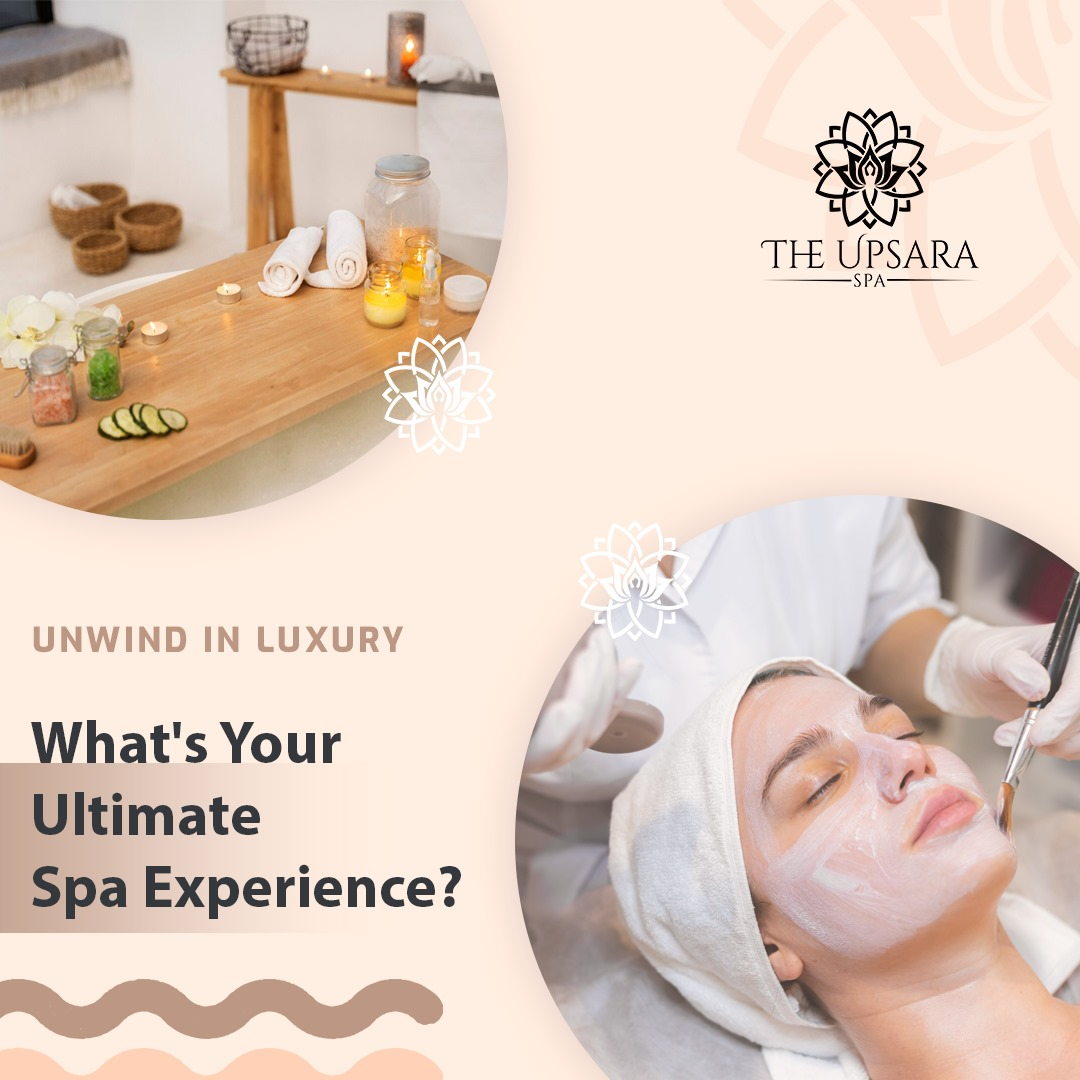 THE UPSARA
SPA
UNWIND IN LUXURY
What's Your
Ultimate
Spa Experience?